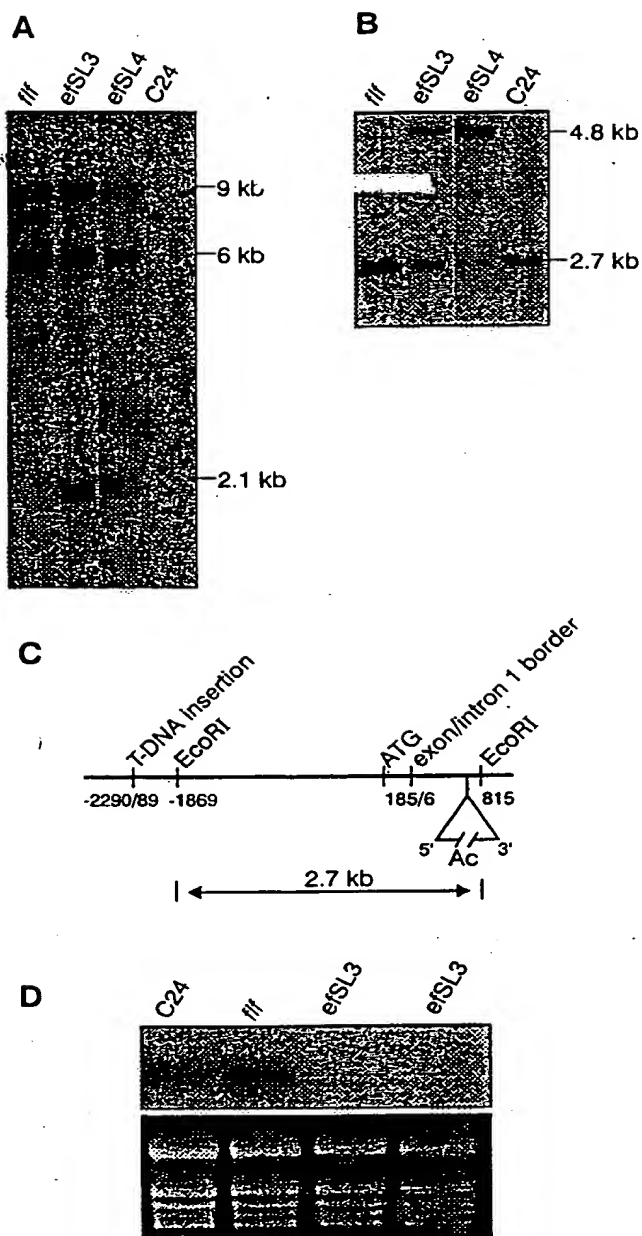 A
flf efSL3 efSL4 C24
9 kb
6 kb
2.1 kb
B
flf efSL3 efSL4 C24
4.8 kb
2.7 kb
C
T-DNA insertion EcoRI ATG exon/intron 1 border EcoRI
-2290/89 -1869 185/6 815
5' Ac 3'
2.7 kb
D
C24 flf efSL3 efSL3